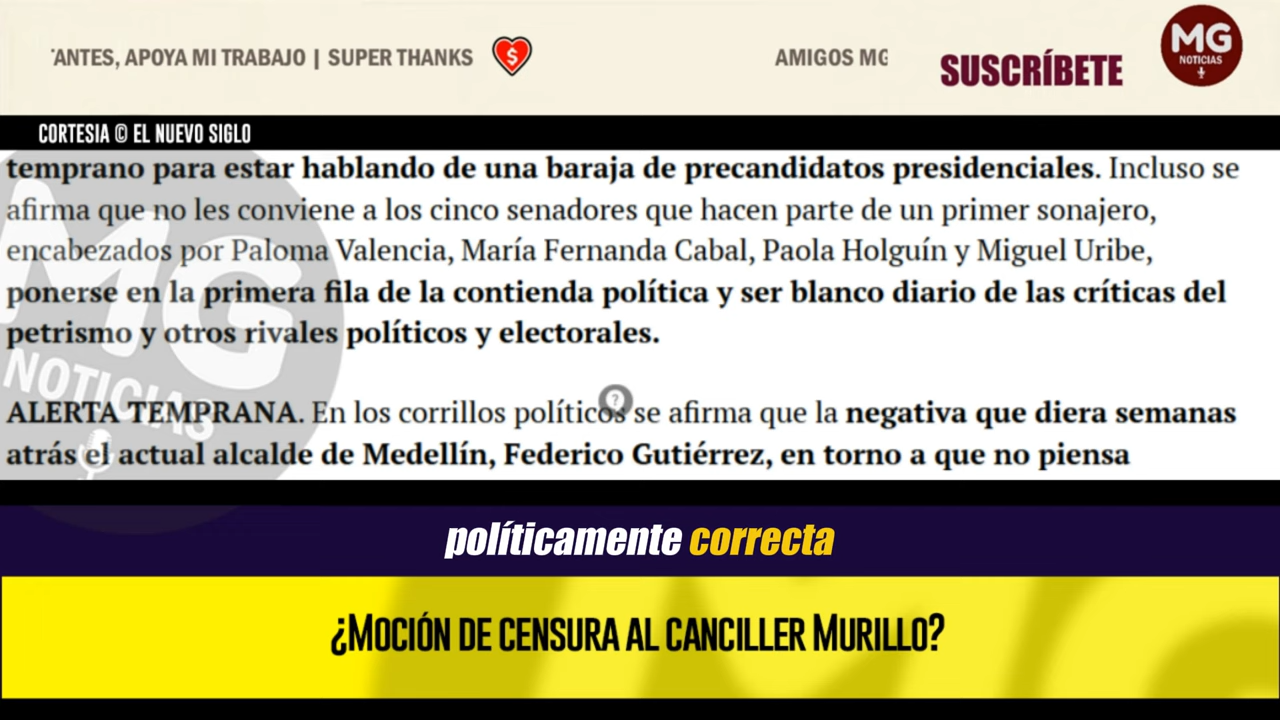 'ANTES, APOYA MI TRABAJO | SUPER THANKS
AMIGOS MG
SUSCRÍBETE
MG
NOTICIAS
CORTESIA © EL NUEVO SIGLO
temprano para estar hablando de una baraja de precandidatos presidenciales. Incluso se
afirma que no les conviene a los cinco senadores que hacen parte de un primer sonajero,
encabezados por Paloma Valencia, María Fernanda Cabal, Paola Holguín y Miguel Uribe,
ponerse en la primera fila de la contienda política y ser blanco diario de las críticas del
petrismo y otros rivales políticos y electorales.
ALERTA TEMPRANA. En los corrillos políticos se afirma que la negativa que diera semanas
atrás el actual alcalde de Medellín, Federico Gutiérrez, en torno a que no piensa
MG
NOTICIAS
políticamente correcta
¿MOCIÓN DE CENSURA AL CANCILLER MURILLO?